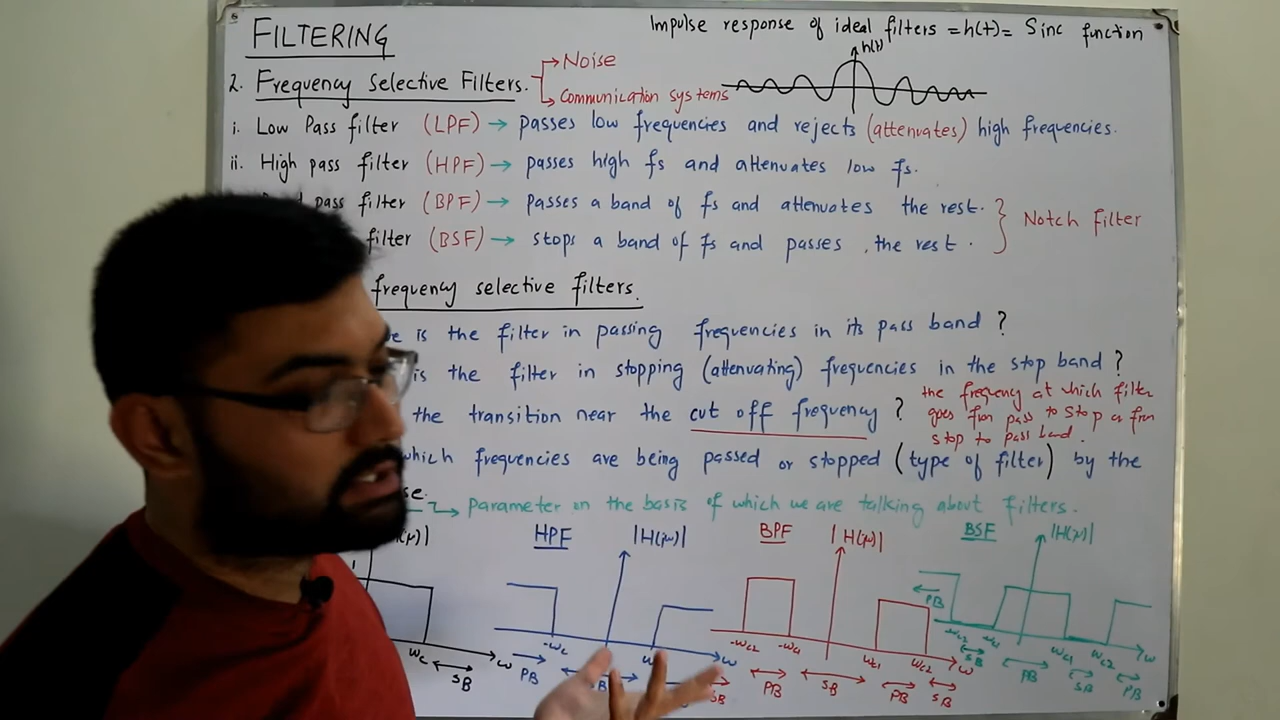 FILTERING
Impulse response of ideal filters = h(t) = Sinc function
h(t)
2. Frequency Selective Filters.
Noise
Communication systems
i. Low Pass filter (LPF) → passes low frequencies and rejects (attenuates) high frequencies.
ii. High pass filter (HPF) → passes high fs and attenuates low fs.
pass filter (BPF) → passes a band of fs and attenuates the rest.
filter (BSF) → stops a band of fs and passes the rest.
Notch Filter
frequency selective filters.
is the filter in passing frequencies in its pass band?
is the filter in stopping (attenuating) frequencies in the stop band?
the transition near the cut off frequency?
the frequency at which filter
goes from pass to stop or from
stop to pass band.
which frequencies are being passed or stopped (type of filter) by the
→ parameter on the basis of which we are talking about filters.
HPF |H(jω)| BPF |H(jω)| BSF |H(jω)|
1
PB
-ωc -ωc2 -ωc1 ωc1 ωc2 ω -ωc2 -ωc1 ωc1 ωc2 ω
ωc ω ω
SB PB PB SB PB SB SB PB SB PB
SB